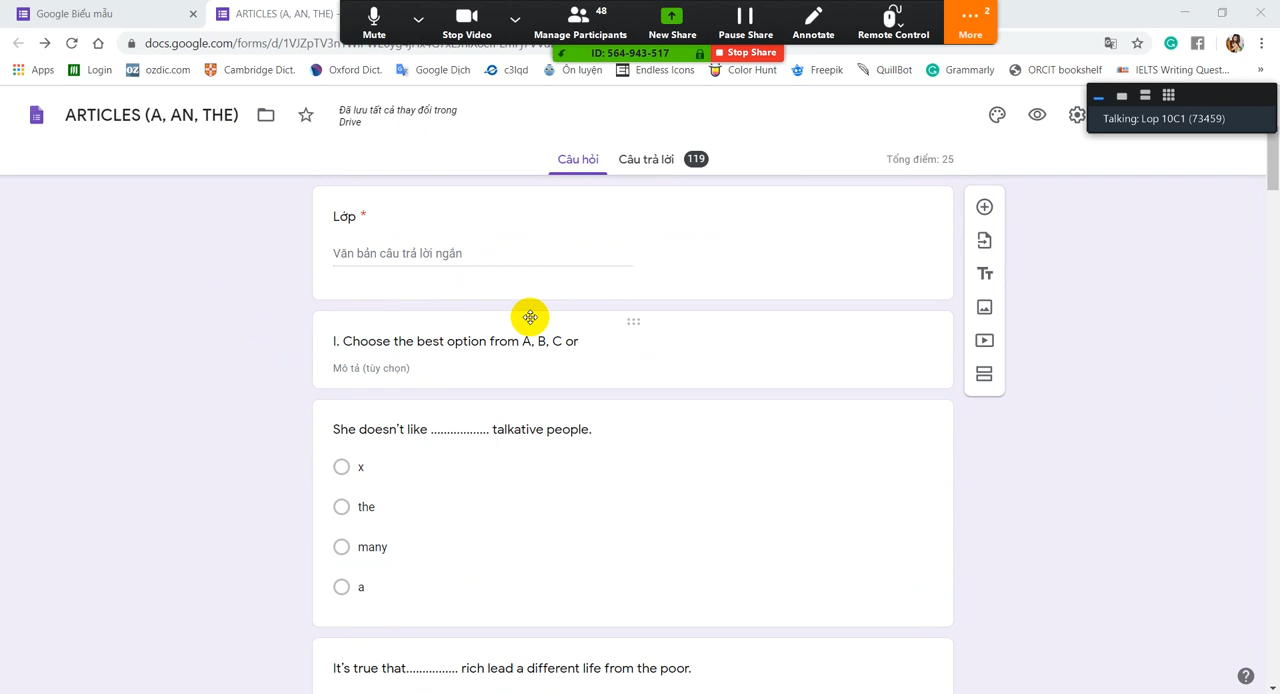 Google Biểu mẫu
ARTICLES (A, AN, THE) -
Mute
Stop Video
48
Manage Participants
New Share
Pause Share
Annotate
Remote Control
2
More
ID: 564-943-517
Stop Share
Apps
Login
ozdic.com
Cambridge Dict.
Oxford Dict.
Google Dịch
c3lqd
Ôn luyện
Endless Icons
Color Hunt
Freepik
QuillBot
Grammarly
ORCIT bookshelf
IELTS Writing Quest...
»
Talking: Lop 10C1 (73459)
ARTICLES (A, AN, THE)
Đã lưu tất cả thay đổi trong
Drive
Câu hỏi
Câu trả lời 119
Tổng điểm: 25
Lớp *
Văn bản câu trả lời ngắn
I. Choose the best option from A, B, C or
Mô tả (tùy chọn)
She doesn't like .................. talkative people.
x
the
many
a
It's true that................ rich lead a different life from the poor.